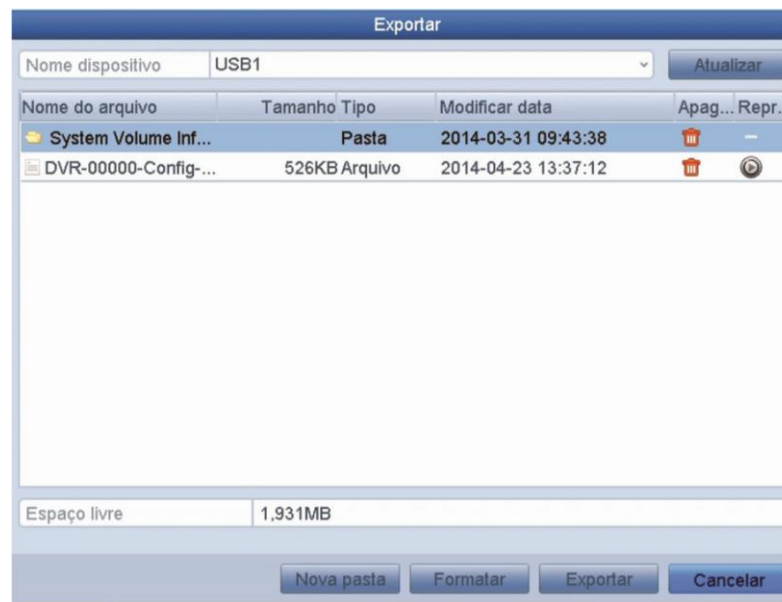 Exportar
Nome dispositivo USB1 Atualizar
Nome do arquivo Tamanho Tipo Modificar data Apag... Repr.
System Volume Inf... Pasta 2014-03-31 09:43:38
DVR-00000-Config-... 526KB Arquivo 2014-04-23 13:37:12
Espaço livre 1,931MB
Nova pasta Formatar Exportar Cancelar